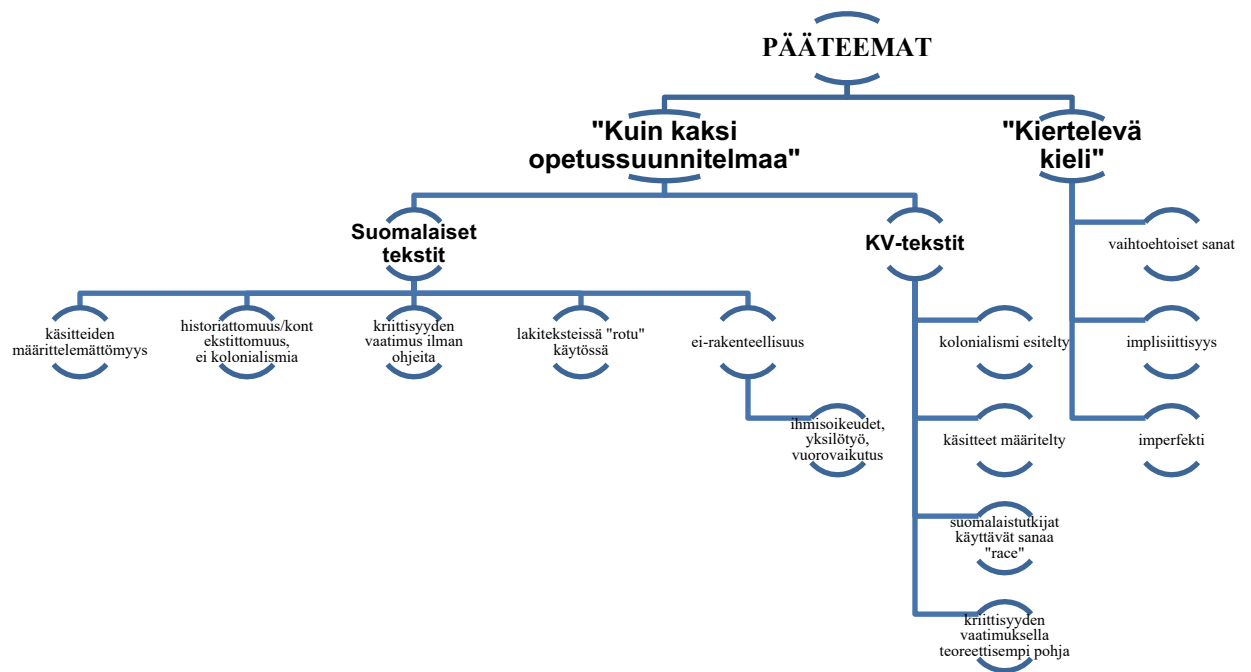 PÄÄTEEMAT
"Kuin kaksi
opetussuunnitelmaa"
"Kiertelevä
kieli"
Suomalaiset
tekstit
KV-tekstit
käsitteiden
määrittelemättömyys
historiattomuus/kont
ekstittomuus,
ei kolonialismia
kriittisyyden
vaatimus ilman
ohjeita
lakiteksteissä "rotu"
käytössä
ei-rakenteellisuus
ihmisoikeudet,
yksilötyö,
vuorovaikutus
kolonialismi esitelty
käsitteet määritelty
suomalaistutkijat
käyttävät sanaa
"race"
kriittisyyden
vaatimuksella
teoreettisempi pohja
vaihtoehtoiset sanat
implisiittisyys
imperfekti